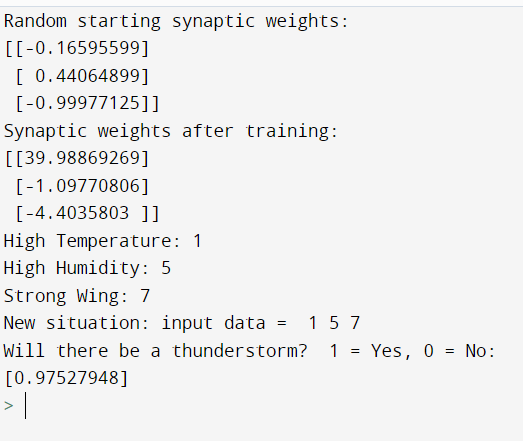 Random starting synaptic weights:
[[-0.16595599]
 [ 0.44064899]
 [-0.99977125]]
Synaptic weights after training:
[[39.98869269]
 [-1.09770806]
 [-4.4035803 ]]
High Temperature: 1
High Humidity: 5
Strong Wing: 7
New situation: input data =  1 5 7
Will there be a thunderstorm?  1 = Yes, 0 = No:
[0.97527948]
>